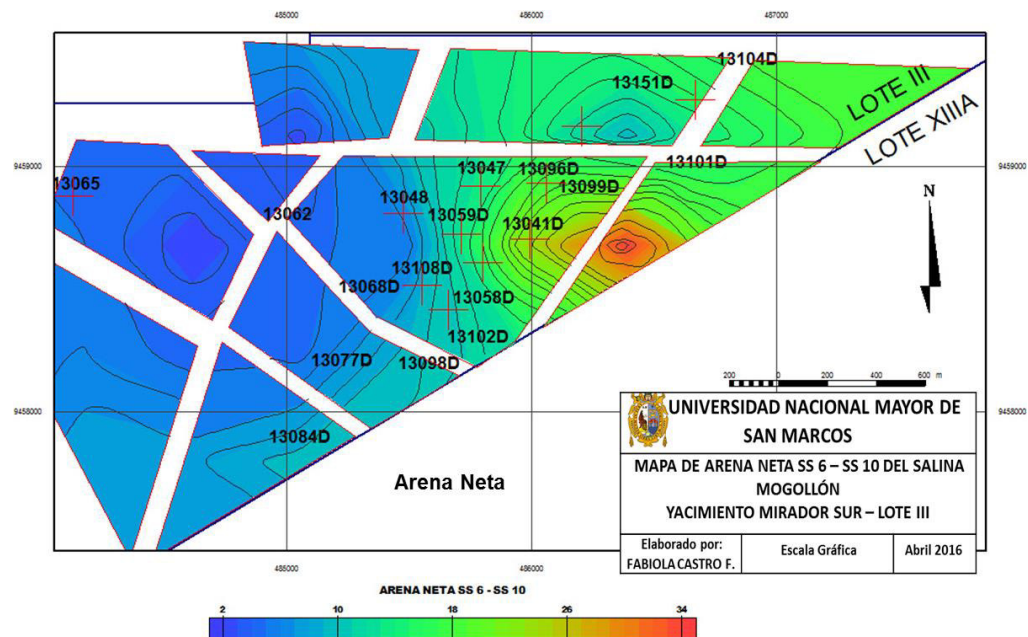 485000 486000 487000
13104D
13151D
LOTE III
LOTE XIIIA
9459000 13101D 9459000
13047 13096D
13065 13048 13099D
N
13062 13059D 13041D
13108D
13068D 13058D
13102D
13077D 13098D
200 0 200 400 600 m
9458000 9458000
13084D
Arena Neta
UNIVERSIDAD NACIONAL MAYOR DE
SAN MARCOS
MAPA DE ARENA NETA SS 6 – SS 10 DEL SALINA
MOGOLLÓN
YACIMIENTO MIRADOR SUR – LOTE III
Elaborado por:
FABIOLA CASTRO F.
Escala Gráfica
Abril 2016
485000 486000 487000
ARENA NETA SS 6 - SS 10
2 10 18 26 34